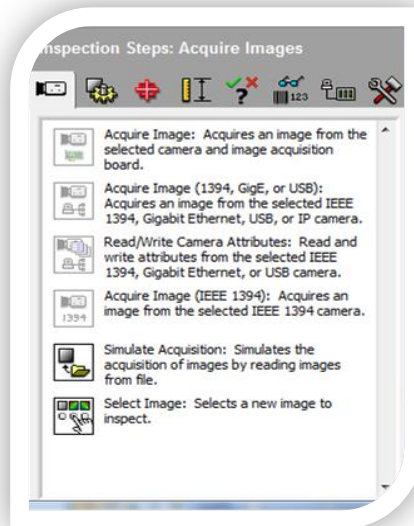 Inspection Steps: Acquire Images
123
Acquire Image: Acquires an image from the
selected camera and image acquisition
board.
Acquire Image (1394, GigE, or USB):
Acquires an image from the selected IEEE
1394, Gigabit Ethernet, USB, or IP camera.
Read/Write Camera Attributes: Read and
write attributes from the selected IEEE
1394, Gigabit Ethernet, or USB camera.
Acquire Image (IEEE 1394): Acquires an
image from the selected IEEE 1394 camera.
1394
Simulate Acquisition: Simulates the
acquisition of images by reading images
from file.
Select Image: Selects a new image to
inspect.